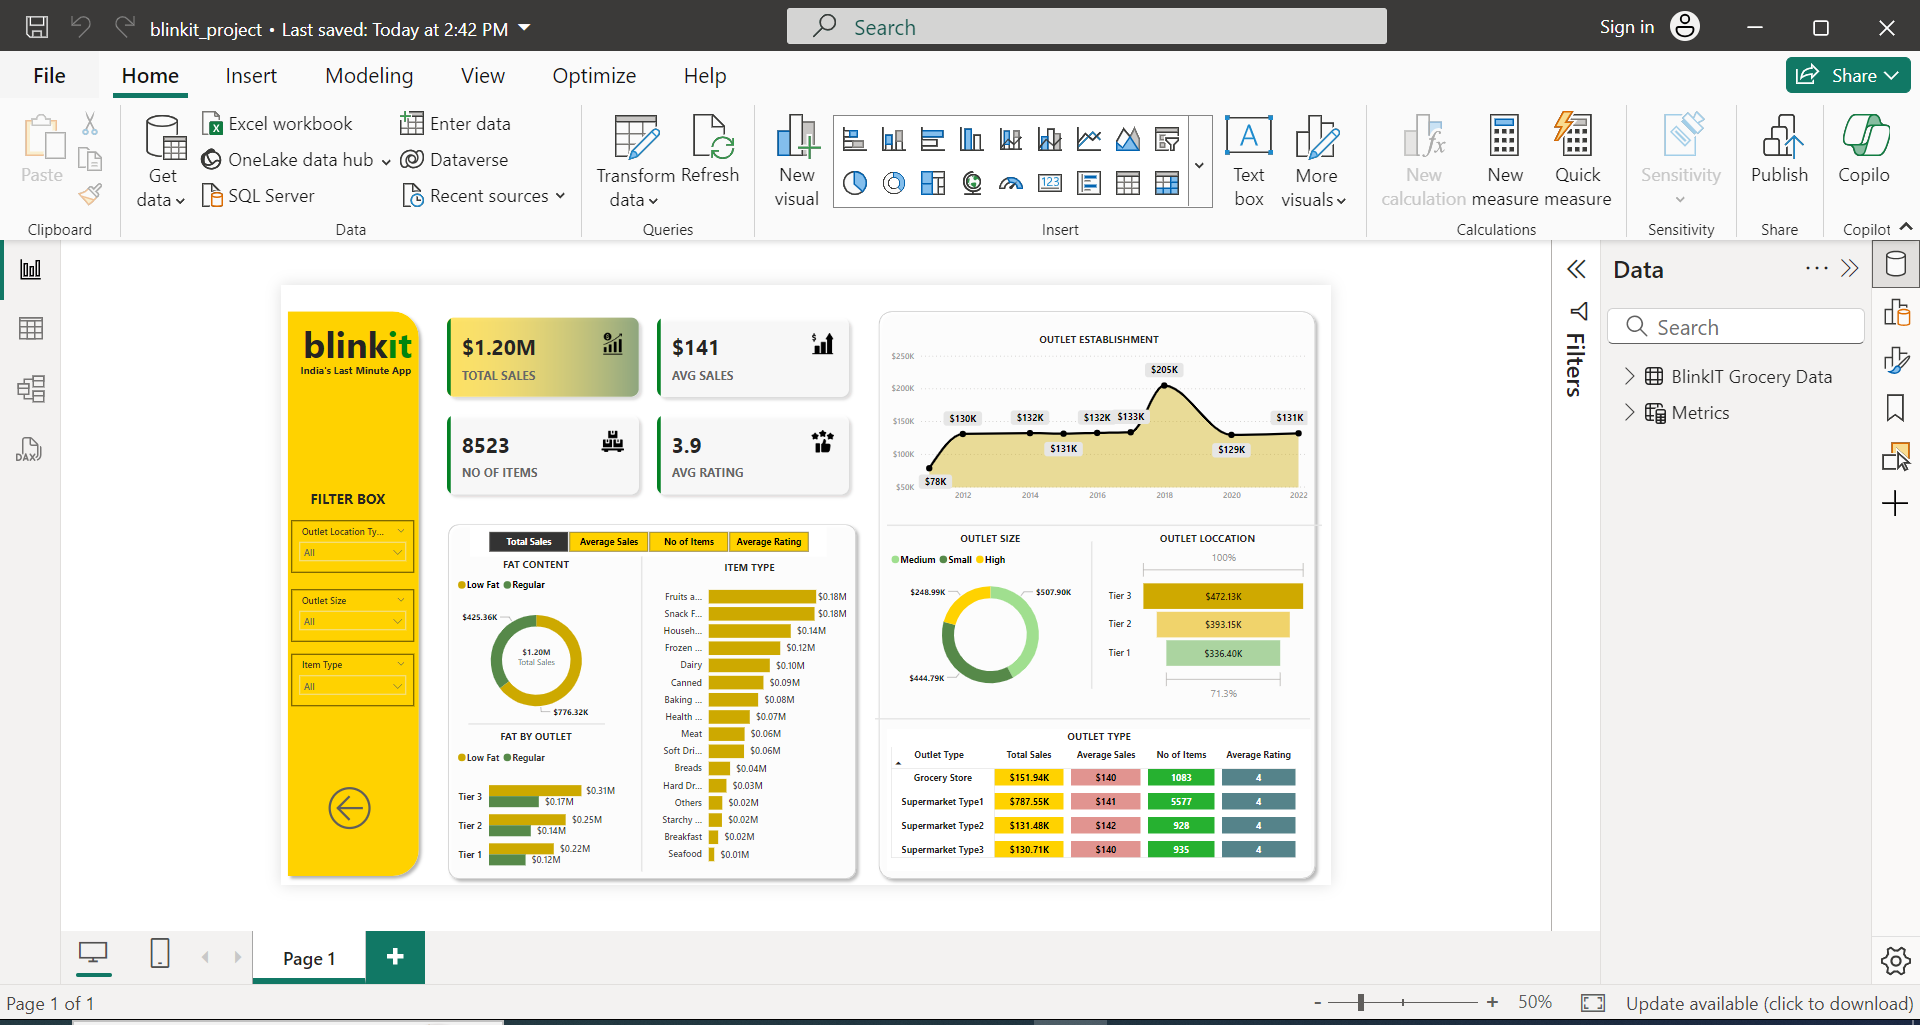 blinkit_project • Last saved: Today at 2:42 PM
Search
Sign in
File
Home
Insert
Modeling
View
Optimize
Help
Share
Paste
Clipboard
Get data
Excel workbook
OneLake data hub
SQL Server
Enter data
Dataverse
Recent sources
Data
Transform data
Refresh
Queries
New visual
123
A
Text box
More visuals
Insert
fx
New calculation
New measure
Quick measure
Calculations
Sensitivity
Sensitivity
Publish
Share
Copilo
Copilot
DAX
blinkit
India's Last Minute App
FILTER BOX
Outlet Location Ty...
All
Outlet Size
All
Item Type
All
$1.20M
TOTAL SALES
$141
AVG SALES
8523
NO OF ITEMS
3.9
AVG RATING
Total Sales
Average Sales
No of Items
Average Rating
FAT CONTENT
Low Fat Regular
$425.36K
$1.20M
Total Sales
$776.32K
FAT BY OUTLET
Low Fat Regular
Tier 3 $0.31M
$0.17M
Tier 2 $0.25M
$0.14M
Tier 1 $0.22M
$0.12M
ITEM TYPE
Fruits a... $0.18M
Snack F... $0.18M
Househ... $0.14M
Frozen ... $0.12M
Dairy $0.10M
Canned $0.09M
Baking ... $0.08M
Health ... $0.07M
Meat $0.06M
Soft Dri... $0.06M
Breads $0.04M
Hard Dr... $0.03M
Others $0.02M
Starchy ... $0.02M
Breakfast $0.02M
Seafood $0.01M
OUTLET ESTABLISHMENT
$250K
$200K
$150K
$100K
$50K
$78K
$130K
$132K
$131K
$132K
$133K
$205K
$129K
$131K
2012 2014 2016 2018 2020 2022
OUTLET SIZE
Medium Small High
$248.99K
$507.90K
$444.79K
OUTLET LOCCATION
100%
Tier 3 $472.13K
Tier 2 $393.15K
Tier 1 $336.40K
71.3%
OUTLET TYPE
Outlet Type Total Sales Average Sales No of Items Average Rating
Grocery Store $151.94K $140 1083 4
Supermarket Type1 $787.55K $141 5577 4
Supermarket Type2 $131.48K $142 928 4
Supermarket Type3 $130.71K $140 935 4
Filters
Data
Search
BlinkIT Grocery Data
Metrics
Page 1
Page 1 of 1
50%
Update available (click to download)